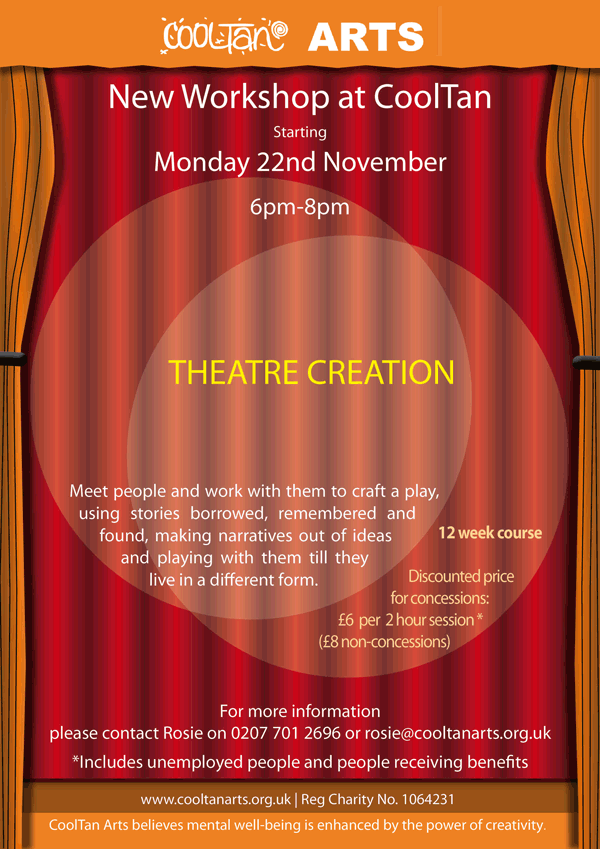 COOLTAN ARTS
New Workshop at CoolTan
Starting
Monday 22nd November
6pm-8pm
THEATRE CREATION
Meet people and work with them to craft a play,
using stories borrowed, remembered and
found, making narratives out of ideas
and playing with them till they
live in a different form.
12 week course
Discounted price
for concessions:
£6 per 2 hour session *
(£8 non-concessions)
For more information
please contact Rosie on 0207 701 2696 or rosie@cooltanarts.org.uk
*Includes unemployed people and people receiving benefits
www.cooltanarts.org.uk | Reg Charity No. 1064231
CoolTan Arts believes mental well-being is enhanced by the power of creativity.